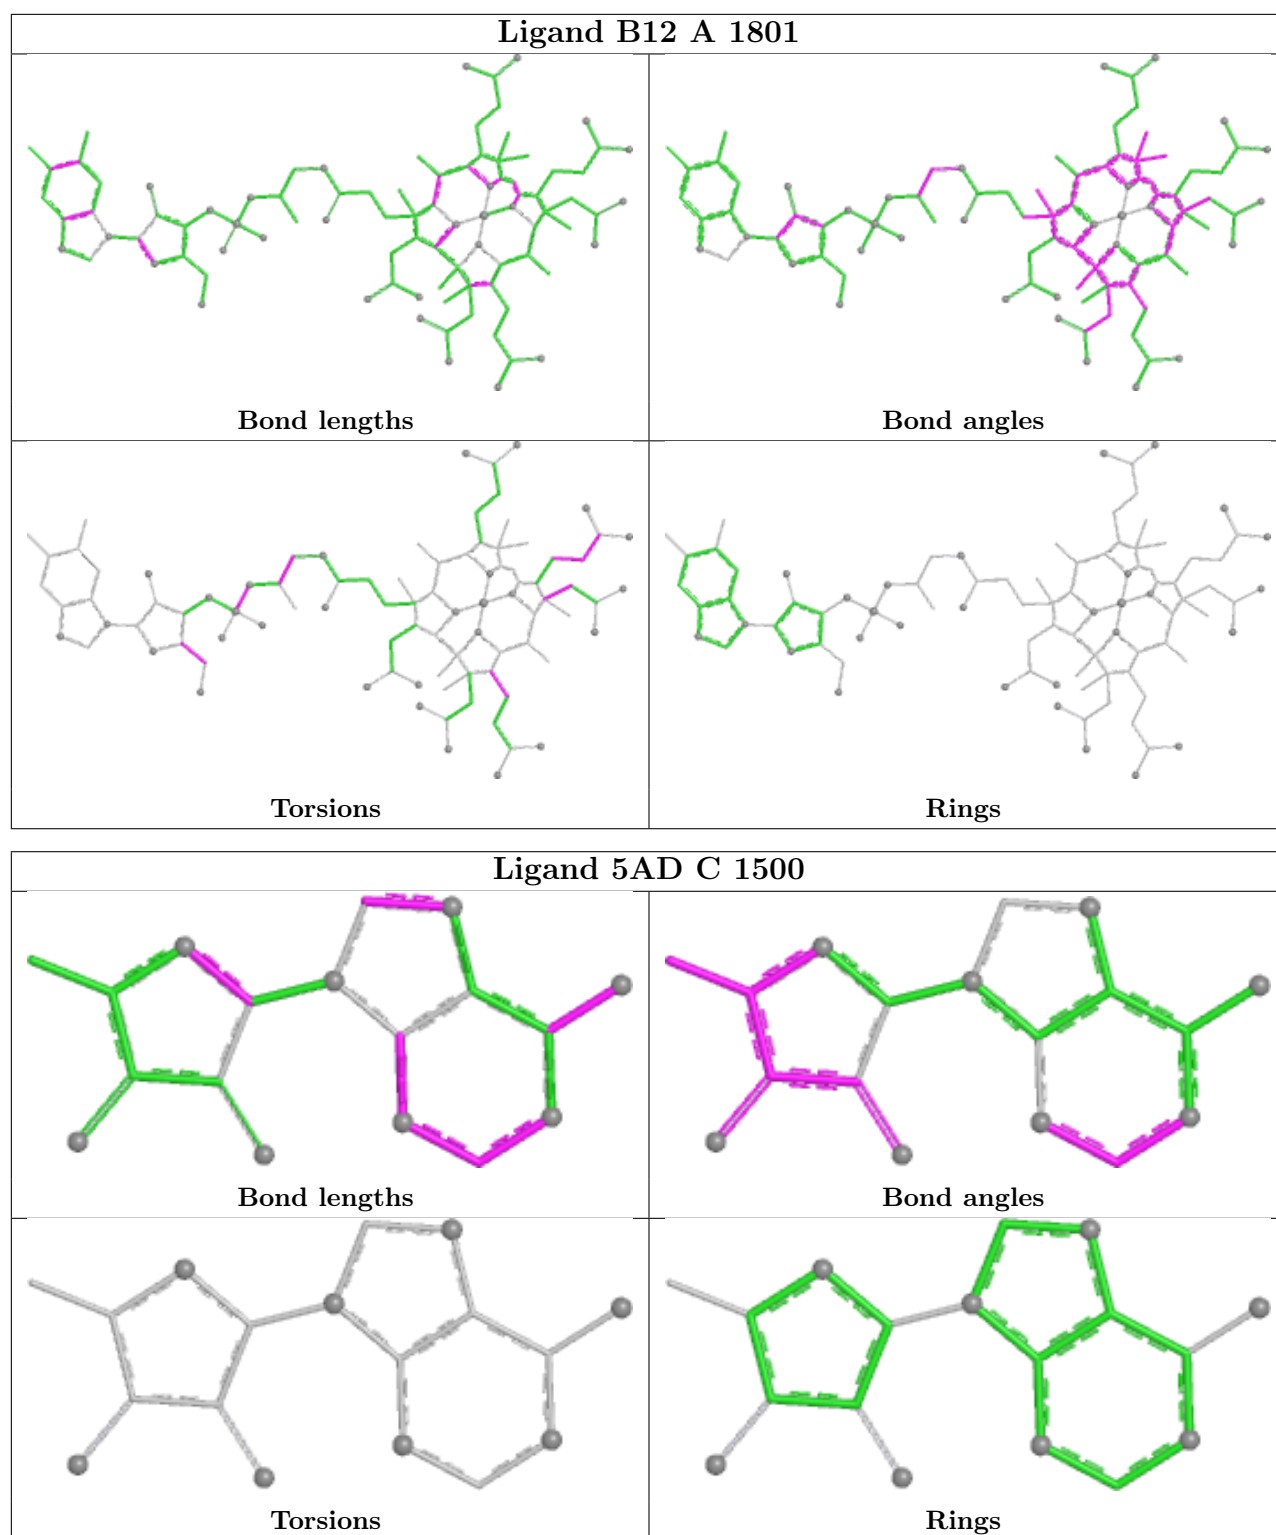 Ligand B12 A 1801
Bond lengths
Bond angles
Torsions
Rings
Ligand 5AD C 1500
Bond lengths
Bond angles
Torsions
Rings